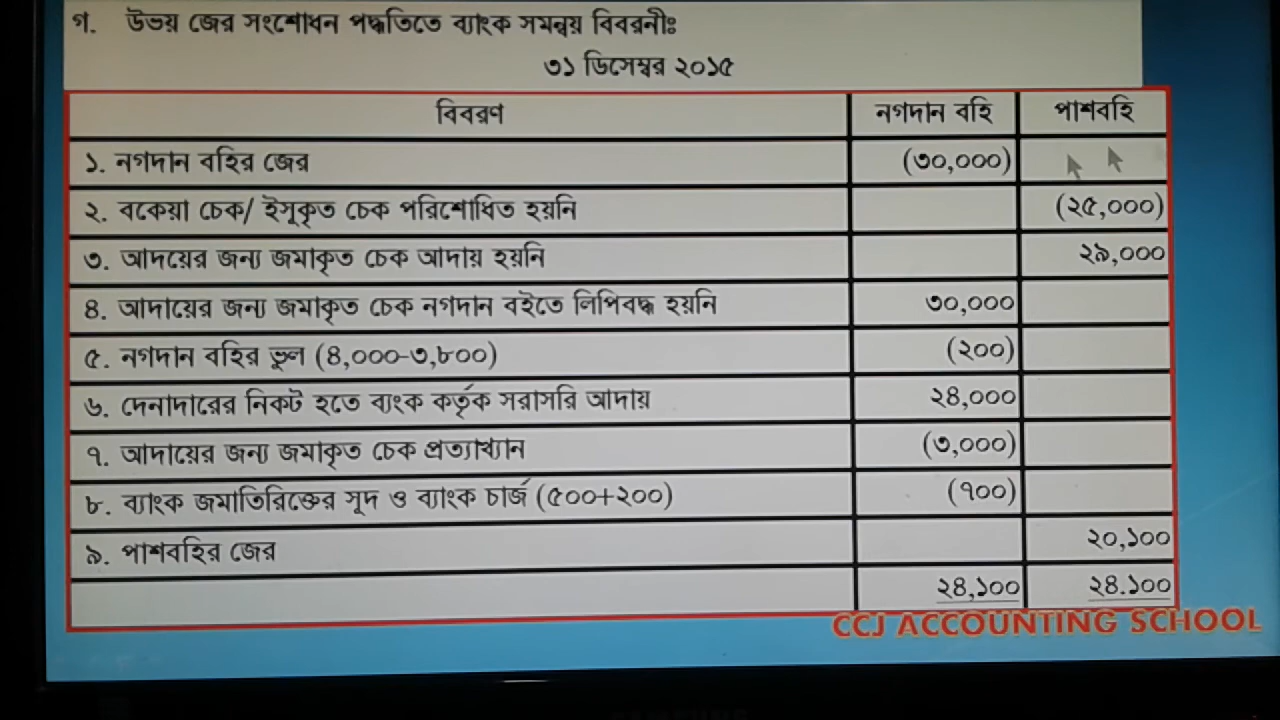 গ. উভয় জের সংশোধন পদ্ধতিতে ব্যাংক সমন্বয় বিবরনীঃ
৩১ ডিসেম্বর ২০১৫
বিবরণ নগদান বহি পাশবহি
১. নগদান বহির জের (৩০,০০০)
২. বকেয়া চেক/ ইসূকৃত চেক পরিশোধিত হয়নি (২৫,০০০)
৩. আদয়ের জন্য জমাকৃত চেক আদায় হয়নি ২৯,০০০
৪. আদায়ের জন্য জমাকৃত চেক নগদান বইতে লিপিবদ্ধ হয়নি ৩০,০০০
৫. নগদান বহির ভুল (৪,০০০-৩,৮০০) (২০০)
৬. দেনাদারের নিকট হতে ব্যংক কর্তৃক সরাসরি আদায় ২৪,০০০
৭. আদায়ের জন্য জমাকৃত চেক প্রত্যাখ্যান (৩,০০০)
৮. ব্যাংক জমাতিরিক্তের সূদ ও ব্যাংক চার্জ (৫০০+২০০) (৭০০)
৯. পাশবহির জের ২০,১০০
২৪,১০০ ২৪.১০০
CCJ ACCOUNTING SCHOOL